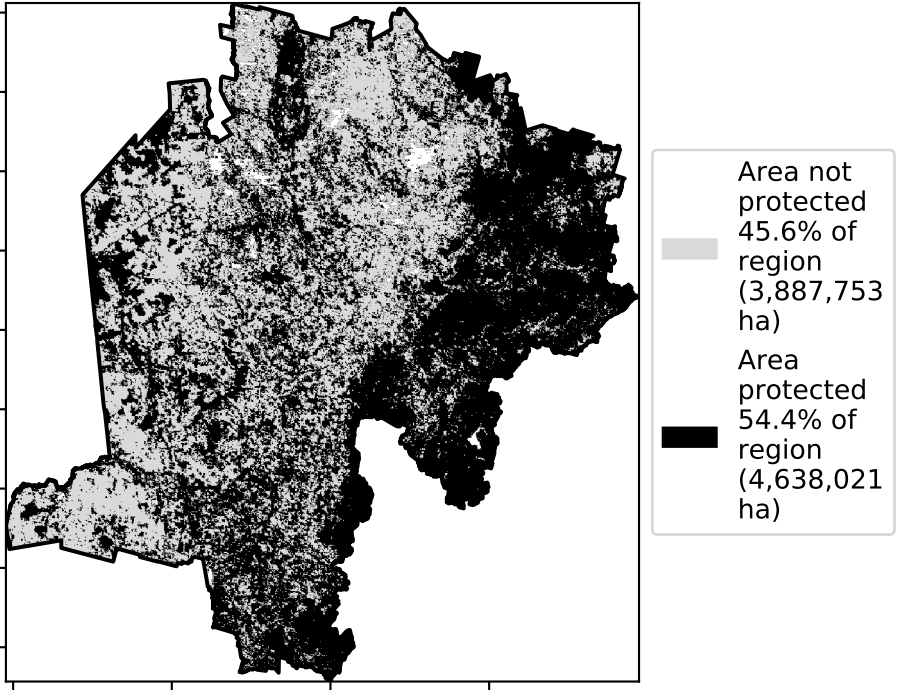 Area not
protected
45.6% of
region
(3,887,753
ha)
Area
protected
54.4% of
region
(4,638,021
ha)